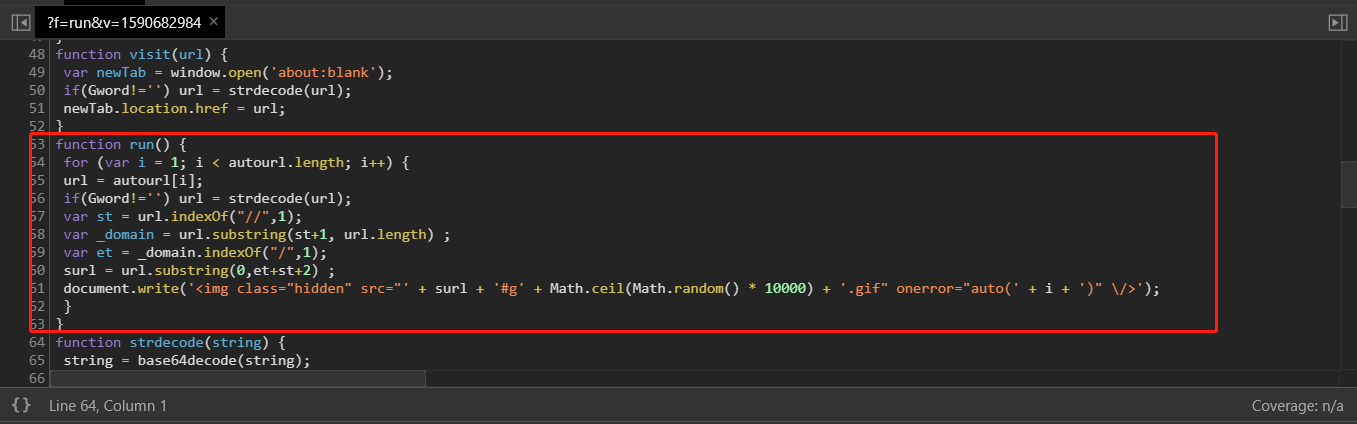 ?f=run&v=1590682984 ×
48 function visit(url) {
49 var newTab = window.open('about:blank');
50 if(Gword!='') url = strdecode(url);
51 newTab.location.href = url;
52 }
53 function run() {
54 for (var i = 1; i < autourl.length; i++) {
55 url = autourl[i];
56 if(Gword!='') url = strdecode(url);
57 var st = url.indexOf("//",1);
58 var _domain = url.substring(st+1, url.length) ;
59 var et = _domain.indexOf("/",1);
60 surl = url.substring(0,et+st+2) ;
61 document.write('<img class="hidden" src="' + surl + '#g' + Math.ceil(Math.random() * 10000) + '.gif" onerror="auto(' + i + ')" \/>');
62 }
63 }
64 function strdecode(string) {
65 string = base64decode(string);
66
{} Line 64, Column 1
Coverage: n/a